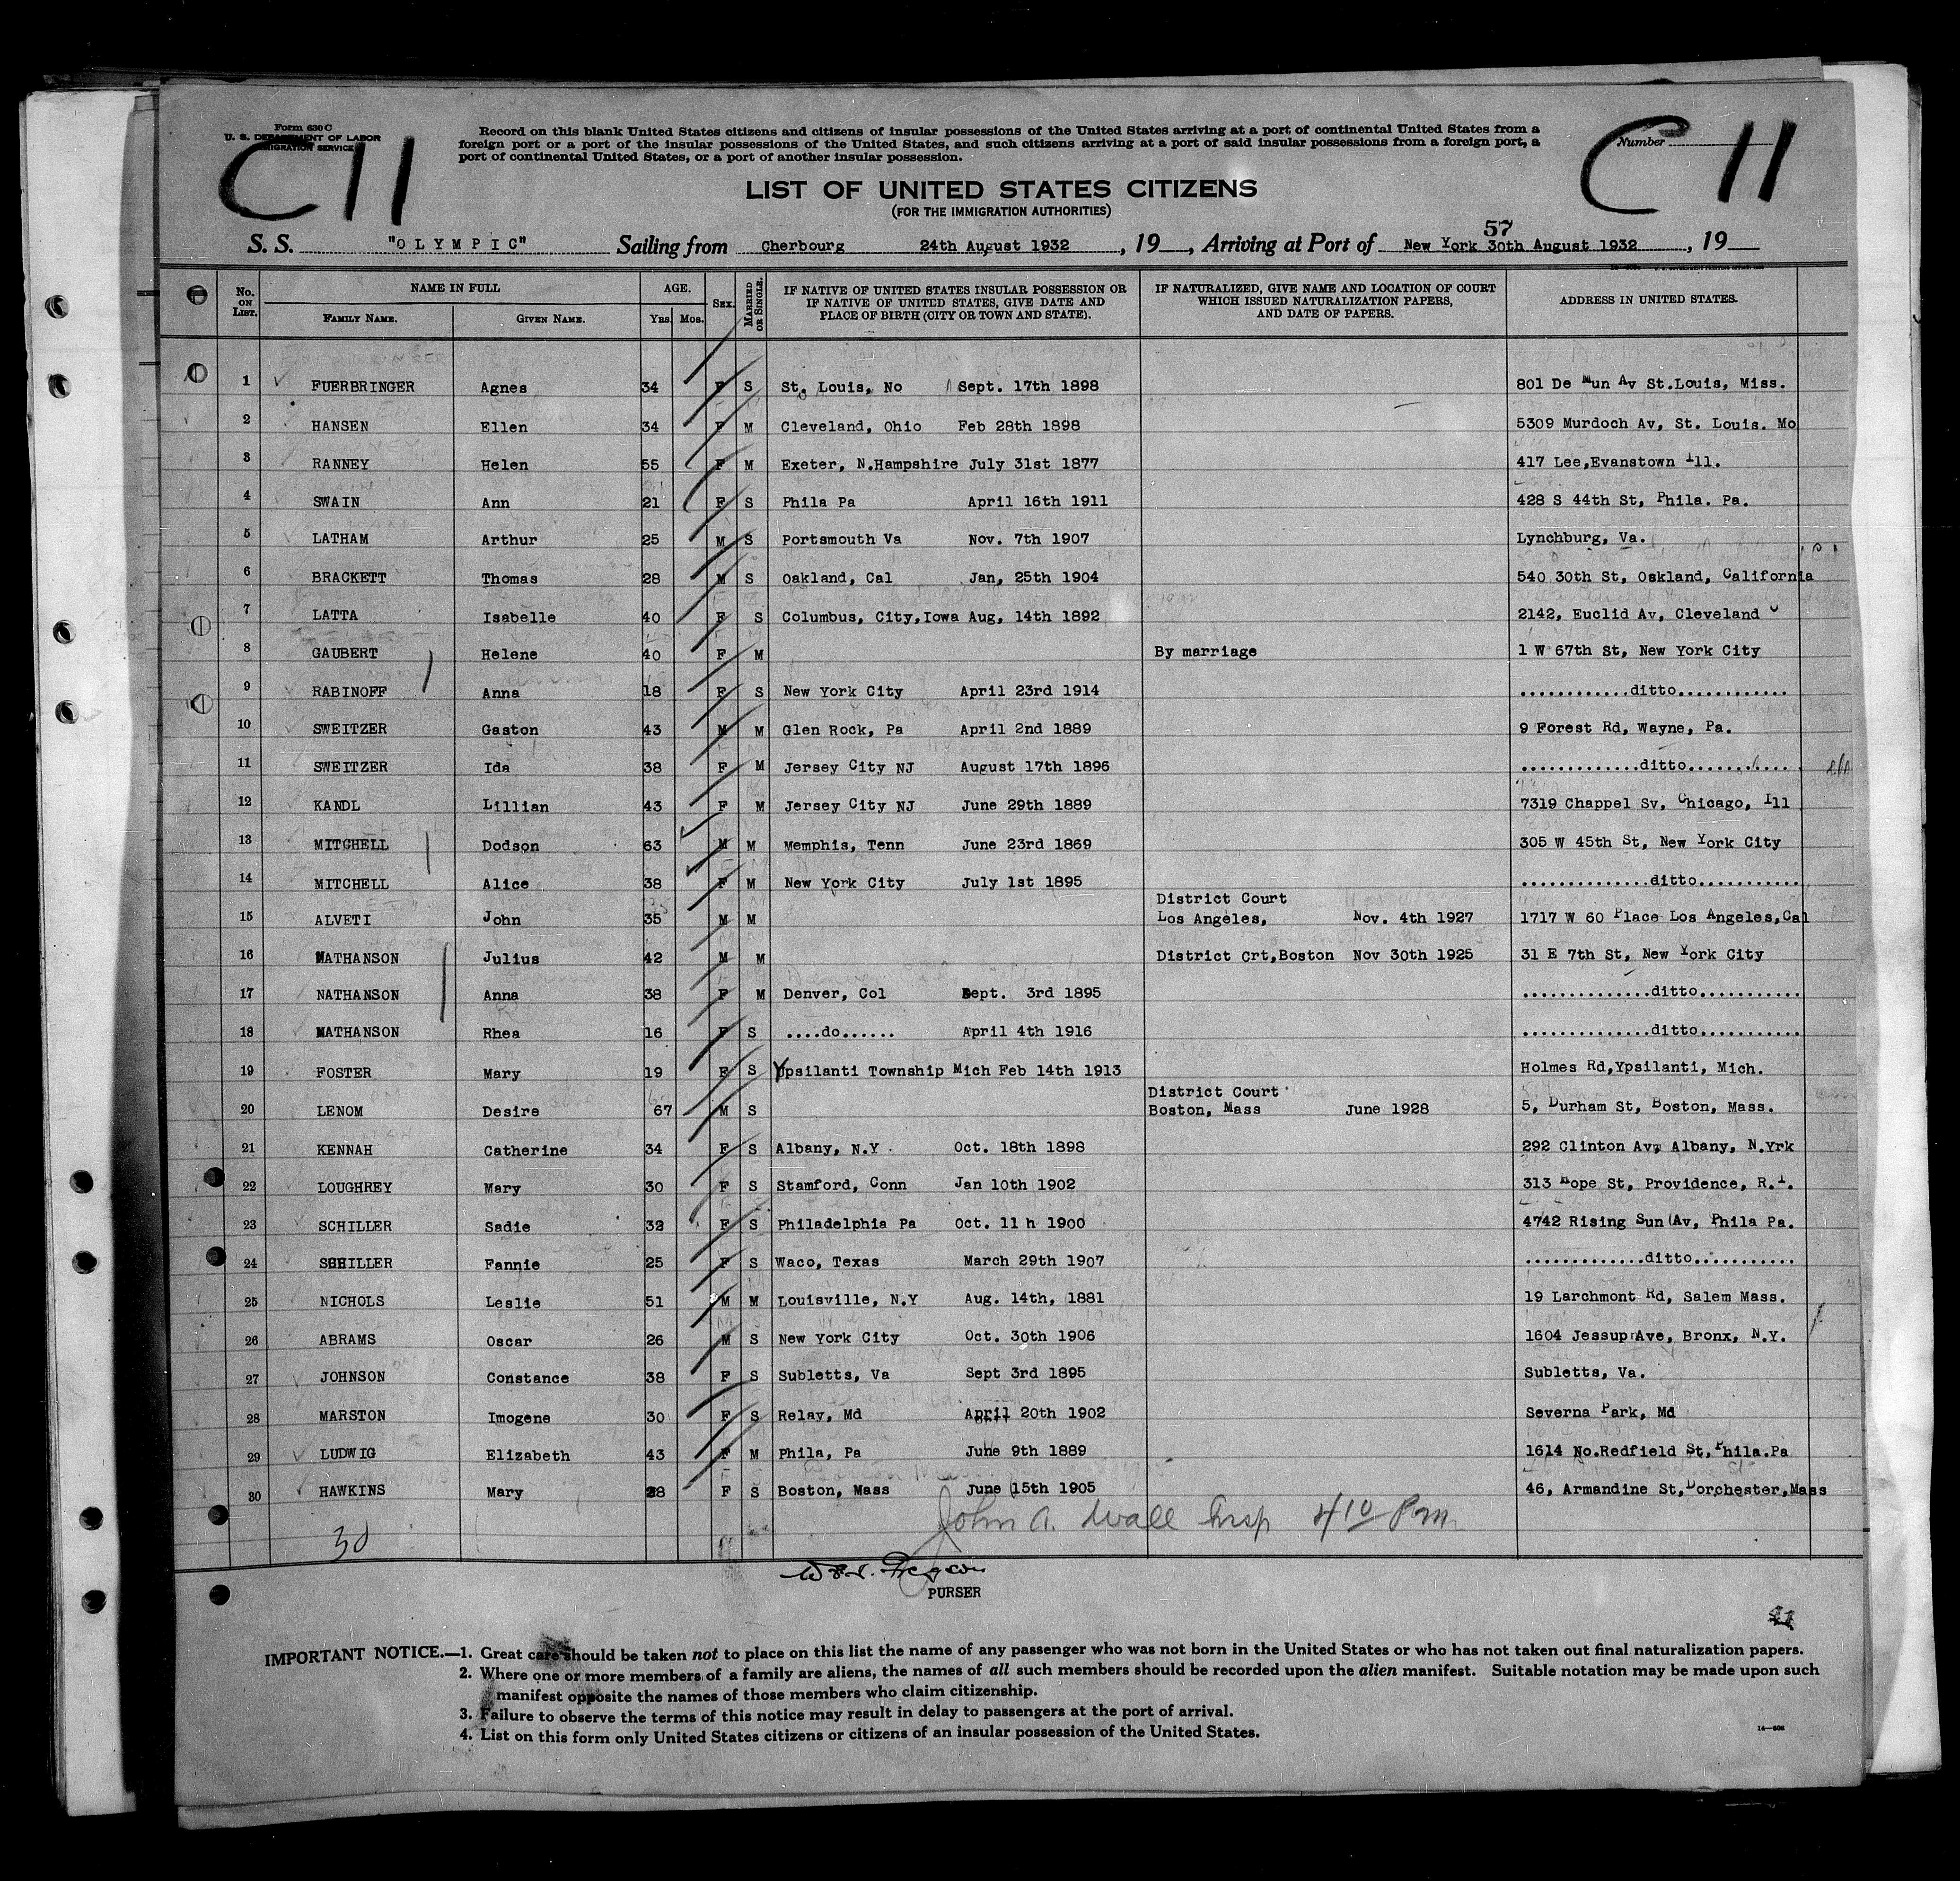 Form 630 C
U. S. DEPARTMENT OF LABOR
IMMIGRATION SERVICE
C11
Record on this blank United States citizens and citizens of insular possessions of the United States arriving at a port of continental United States from a
foreign port or a port of the insular possessions of the United States, and such citizens arriving at a port of said insular possessions from a foreign port, a
port of continental United States, or a port of another insular possession.
Number
C 11
LIST OF UNITED STATES CITIZENS
(FOR THE IMMIGRATION AUTHORITIES)
57
S. S. "OLYMPIC" Sailing from Cherbourg 24th August 1932, 19 , Arriving at Port of New York 30th August 1932, 19
No. ON LIST. NAME IN FULL AGE. SEX. MARRIED OR SINGLE. IF NATIVE OF UNITED STATES INSULAR POSSESSION OR IF NATIVE OF UNITED STATES, GIVE DATE AND PLACE OF BIRTH (CITY OR TOWN AND STATE). IF NATURALIZED, GIVE NAME AND LOCATION OF COURT WHICH ISSUED NATURALIZATION PAPERS, AND DATE OF PAPERS. ADDRESS IN UNITED STATES.
FAMILY NAME. GIVEN NAME. YRS. MOS.
1 FUERBRINGER Agnes 34 F S St. Louis, No Sept. 17th 1898 801 De Mun Av St.Louis, Miss.
2 HANSEN Ellen 34 F M Cleveland, Ohio Feb 28th 1898 5309 Murdoch Av, St. Louis. Mo
3 RANNEY Helen 55 F M Exeter, N.Hampshire July 31st 1877 417 Lee,Evanstown Ill.
4 SWAIN Ann 21 F S Phila Pa April 16th 1911 428 S 44th St, Phila. Pa.
5 LATHAM Arthur 25 M S Portsmouth Va Nov. 7th 1907 Lynchburg, Va.
6 BRACKETT Thomas 28 M S Oakland, Cal Jan, 25th 1904 540 30th St, Oakland, California
7 LATTA Isabelle 40 F S Columbus, City,Iowa Aug, 14th 1892 2142, Euclid Av, Cleveland
8 GAUBERT Helene 40 F M By marriage 1 W 67th St, New York City
9 RABINOFF Anna 18 F S New York City April 23rd 1914 ............ditto............
10 SWEITZER Gaston 43 M M Glen Rock, Pa April 2nd 1889 9 Forest Rd, Wayne, Pa.
11 SWEITZER Ida 38 F M Jersey City NJ August 17th 1896 .............ditto...........
12 KANDL Lillian 43 F M Jersey City NJ June 29th 1889 7319 Chappel Sv, Chicago, Ill
13 MITCHELL Dodson 63 M M Memphis, Tenn June 23rd 1869 305 W 45th St, New York City
14 MITCHELL Alice 38 F M New York City July 1st 1895 ..............ditto...........
District Court
15 ALVETI John 35 M M Los Angeles, Nov. 4th 1927 1717 W 60 Place Los Angeles,Cal
16 NATHANSON Julius 42 M M District Crt,Boston Nov 30th 1925 31 E 7th St, New York City
17 NATHANSON Anna 38 F M Denver, Col Sept. 3rd 1895 ..............ditto...........
18 NATHANSON Rhea 16 F S ....do...... April 4th 1916 ..............ditto...........
19 FOSTER Mary 19 F S Ypsilanti Township Mich Feb 14th 1913 Holmes Rd,Ypsilanti, Mich.
District Court
20 LENOM Desire 67 M S Boston, Mass June 1928 5, Durham St, Boston, Mass.
21 KENNAH Catherine 34 F S Albany, N.Y. Oct. 18th 1898 292 Clinton Av, Albany, N.Yrk
22 LOUGHREY Mary 30 F S Stamford, Conn Jan 10th 1902 313 Hope St, Providence, R.I.
23 SCHILLER Sadie 32 F S Philadelphia Pa Oct. 11 h 1900 4742 Rising Sun Av, Phila Pa.
24 SCHILLER Fannie 25 F S Waco, Texas March 29th 1907 .............ditto...........
25 NICHOLS Leslie 51 M M Louisville, N.Y Aug. 14th, 1881 19 Larchmont Rd, Salem Mass.
26 ABRAMS Oscar 26 M S New York City Oct. 30th 1906 1604 Jessup Ave, Bronx, N.Y.
27 JOHNSON Constance 38 F S Subletts, Va Sept 3rd 1895 Subletts, Va.
28 MARSTON Imogene 30 F S Relay, Md April 20th 1902 Severna Park, Md
29 LUDWIG Elizabeth 43 F M Phila, Pa June 9th 1889 1614 No.Redfield St,Phila.Pa
30 HAWKINS Mary 28 F S Boston, Mass June 15th 1905 46, Armandine St,Dorchester,Mass
30 John A. Wall Insp 4 10 P.m.
PURSER
IMPORTANT NOTICE.—1. Great care should be taken not to place on this list the name of any passenger who was not born in the United States or who has not taken out final naturalization papers.
2. Where one or more members of a family are aliens, the names of all such members should be recorded upon the alien manifest. Suitable notation may be made upon such
manifest opposite the names of those members who claim citizenship.
3. Failure to observe the terms of this notice may result in delay to passengers at the port of arrival.
4. List on this form only United States citizens or citizens of an insular possession of the United States.